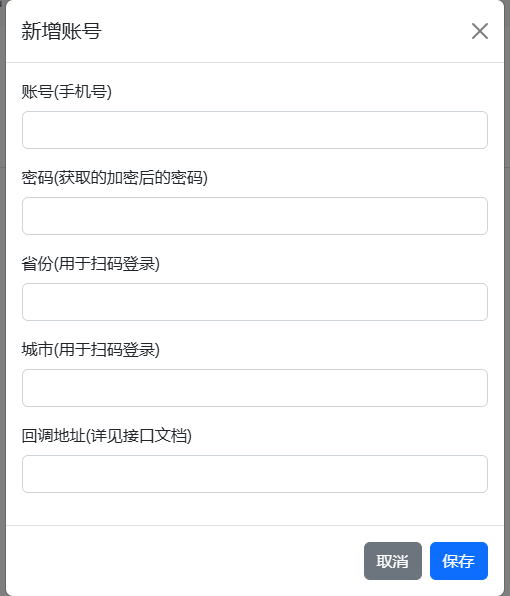 新增账号
账号(手机号)
密码(获取的加密后的密码)
省份(用于扫码登录)
城市(用于扫码登录)
回调地址(详见接口文档)
取消
保存